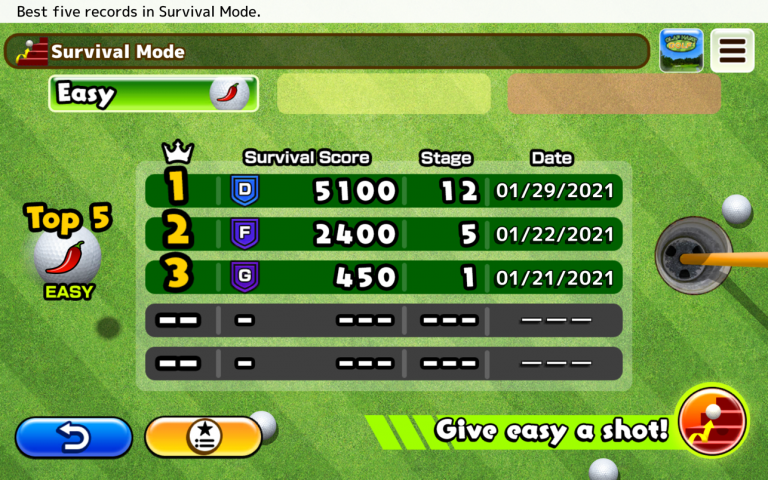 Best five records in Survival Mode.
Survival Mode
Easy
Survival Score Stage Date
Top 5
EASY
1 D 5100 12 01/29/2021
2 F 2400 5 01/22/2021
3 G 450 1 01/21/2021
-- - --- --- ---
-- - --- --- ---
Give easy a shot!